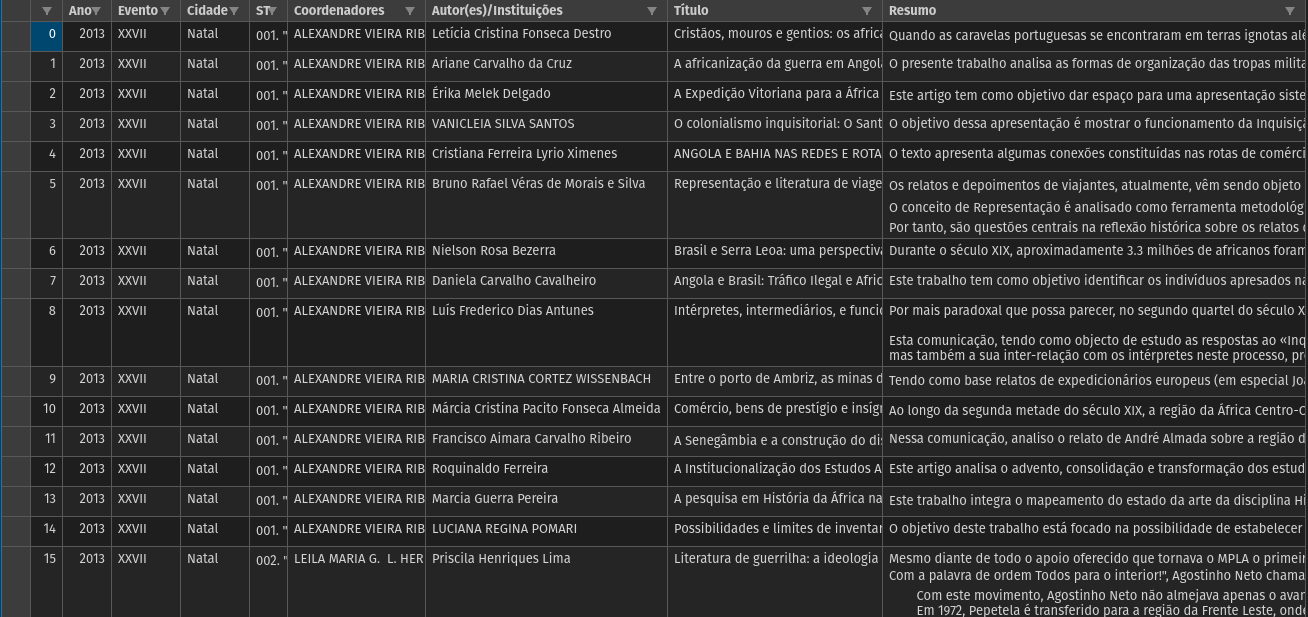 Ano Evento Cidade ST Coordenadores Autor(es)/Instituições Título Resumo
0 2013 XXVII Natal 001. " ALEXANDRE VIEIRA RIB Letícia Cristina Fonseca Destro Cristãos, mouros e gentios: os africa Quando as caravelas portuguesas se encontraram em terras ignotas alé
1 2013 XXVII Natal 001. " ALEXANDRE VIEIRA RIB Ariane Carvalho da Cruz A africanização da guerra em Angola O presente trabalho analisa as formas de organização das tropas milita
2 2013 XXVII Natal 001. " ALEXANDRE VIEIRA RIB Érika Melek Delgado A Expedição Vitoriana para a África Este artigo tem como objetivo dar espaço para uma apresentação siste
3 2013 XXVII Natal 001. " ALEXANDRE VIEIRA RIB VANICLEIA SILVA SANTOS O colonialismo inquisitorial: O Sant O objetivo dessa apresentação é mostrar o funcionamento da Inquisiç
4 2013 XXVII Natal 001. " ALEXANDRE VIEIRA RIB Cristiana Ferreira Lyrio Ximenes ANGOLA E BAHIA NAS REDES E ROTA O texto apresenta algumas conexões constituídas nas rotas de comérci
5 2013 XXVII Natal 001. " ALEXANDRE VIEIRA RIB Bruno Rafael Véras de Morais e Silva Representação e literatura de viage Os relatos e depoimentos de viajantes, atualmente, vêm sendo objeto
O conceito de Representação é analisado como ferramenta metodológ
Por tanto, são questões centrais na reflexão histórica sobre os relatos
6 2013 XXVII Natal 001. " ALEXANDRE VIEIRA RIB Nielson Rosa Bezerra Brasil e Serra Leoa: uma perspectiva Durante o século XIX, aproximadamente 3.3 milhões de africanos foram
7 2013 XXVII Natal 001. " ALEXANDRE VIEIRA RIB Daniela Carvalho Cavalheiro Angola e Brasil: Tráfico Ilegal e Afric Este trabalho tem como objetivo identificar os indivíduos apresados na
8 2013 XXVII Natal 001. " ALEXANDRE VIEIRA RIB Luís Frederico Dias Antunes Intérpretes, intermediários, e funcio Por mais paradoxal que possa parecer, no segundo quartel do século X
Esta comunicação, tendo como objecto de estudo as respostas ao «Inq
mas também a sua inter-relação com os intérpretes neste processo, pr
9 2013 XXVII Natal 001. " ALEXANDRE VIEIRA RIB MARIA CRISTINA CORTEZ WISSENBACH Entre o porto de Ambriz, as minas d Tendo como base relatos de expedicionários europeus (em especial Jo
10 2013 XXVII Natal 001. " ALEXANDRE VIEIRA RIB Márcia Cristina Pacito Fonseca Almeida Comércio, bens de prestígio e insígn Ao longo da segunda metade do século XIX, a região da África Centro-O
11 2013 XXVII Natal 001. " ALEXANDRE VIEIRA RIB Francisco Aimara Carvalho Ribeiro A Senegâmbia e a construção do dis Nessa comunicação, analiso o relato de André Almada sobre a região d
12 2013 XXVII Natal 001. " ALEXANDRE VIEIRA RIB Roquinaldo Ferreira A Institucionalização dos Estudos A Este artigo analisa o advento, consolidação e transformação dos estud
13 2013 XXVII Natal 001. " ALEXANDRE VIEIRA RIB Marcia Guerra Pereira A pesquisa em História da África na Este trabalho integra o mapeamento do estado da arte da disciplina Hi
14 2013 XXVII Natal 001. " ALEXANDRE VIEIRA RIB LUCIANA REGINA POMARI Possibilidades e limites de inventar O objetivo deste trabalho está focado na possibilidade de estabelecer
15 2013 XXVII Natal 002. " LEILA MARIA G. L. HER Priscila Henriques Lima Literatura de guerrilha: a ideologia Mesmo diante de todo o apoio oferecido que tornava o MPLA o primeir
Com a palavra de ordem Todos para o interior!", Agostinho Neto chama
Com este movimento, Agostinho Neto não almejava apenas o avan
Em 1972, Pepetela é transferido para a região da Frente Leste, onde